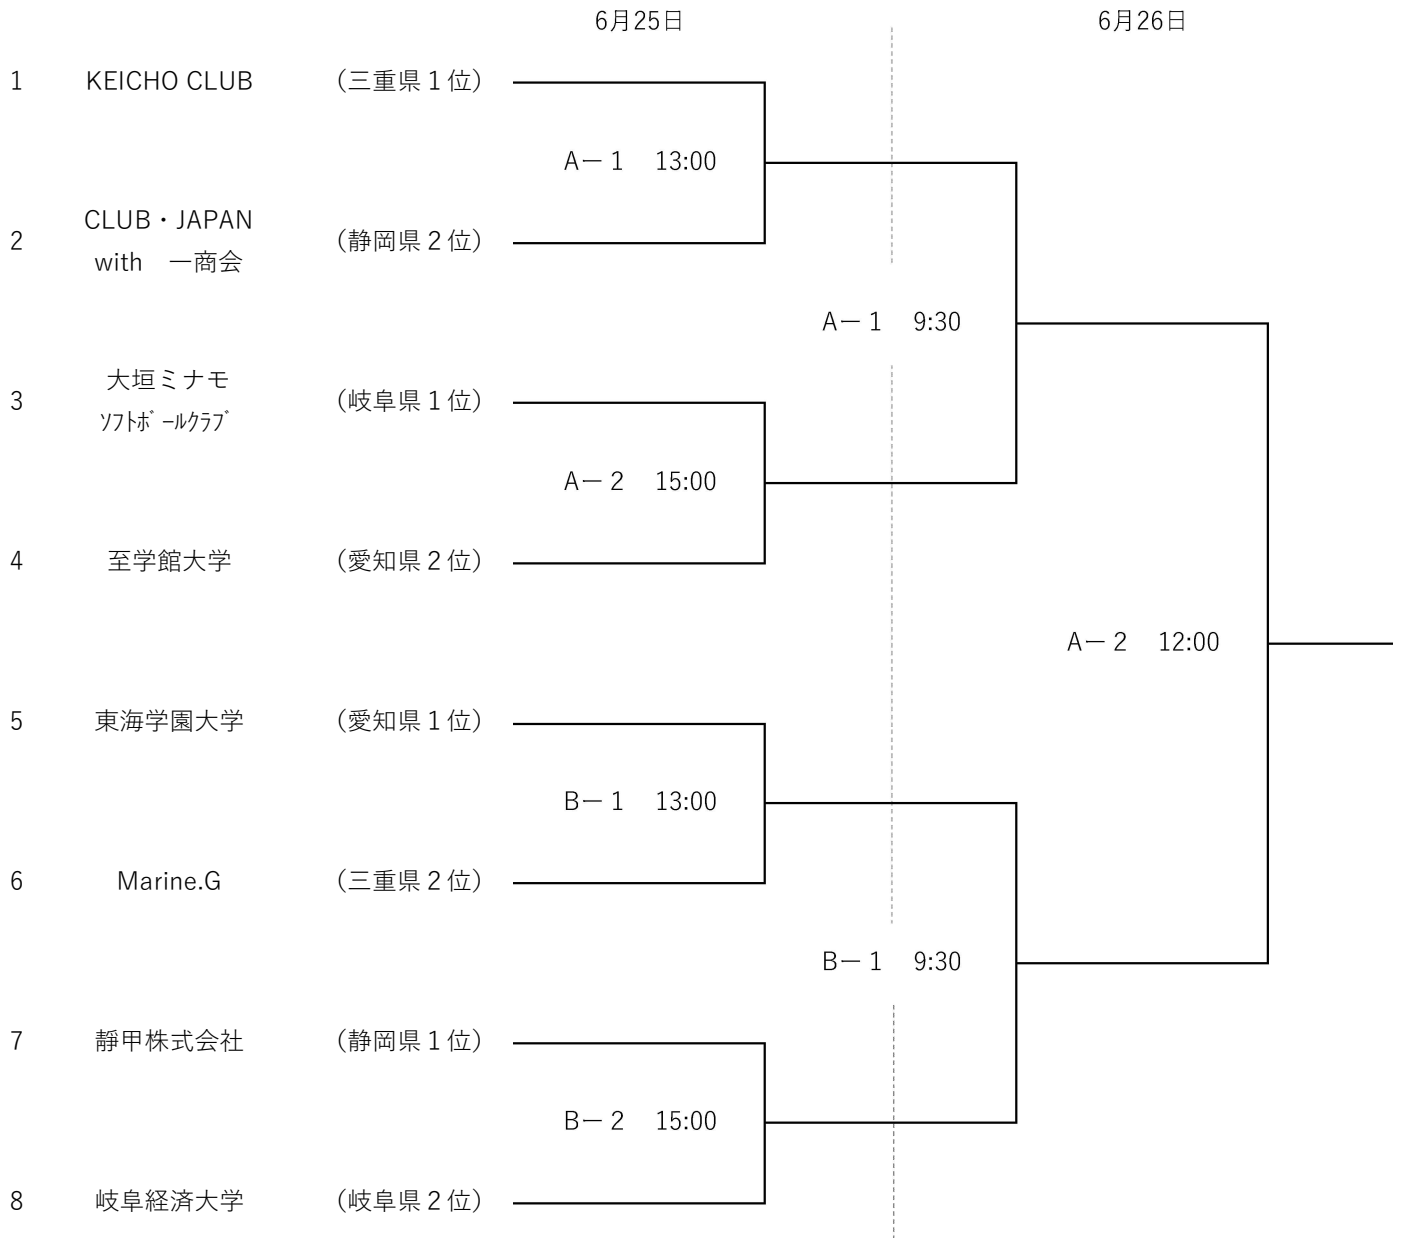 6月25日
6月26日
1 KEICHO CLUB （三重県１位）
A－１ 13:00
CLUB・JAPAN
2 （静岡県２位）
with　一商会
A－１ 9:30
大垣ミナモ
3 （岐阜県１位）
ｿﾌﾄﾎﾞｰﾙｸﾗﾌﾞ
A－２ 15:00
4 至学館大学 （愛知県２位）
A－２ 12:00
5 東海学園大学 （愛知県１位）
B－１ 13:00
6 Marine.G （三重県２位）
B－１ 9:30
7 靜甲株式会社 （静岡県１位）
B－２ 15:00
8 岐阜経済大学 （岐阜県２位）